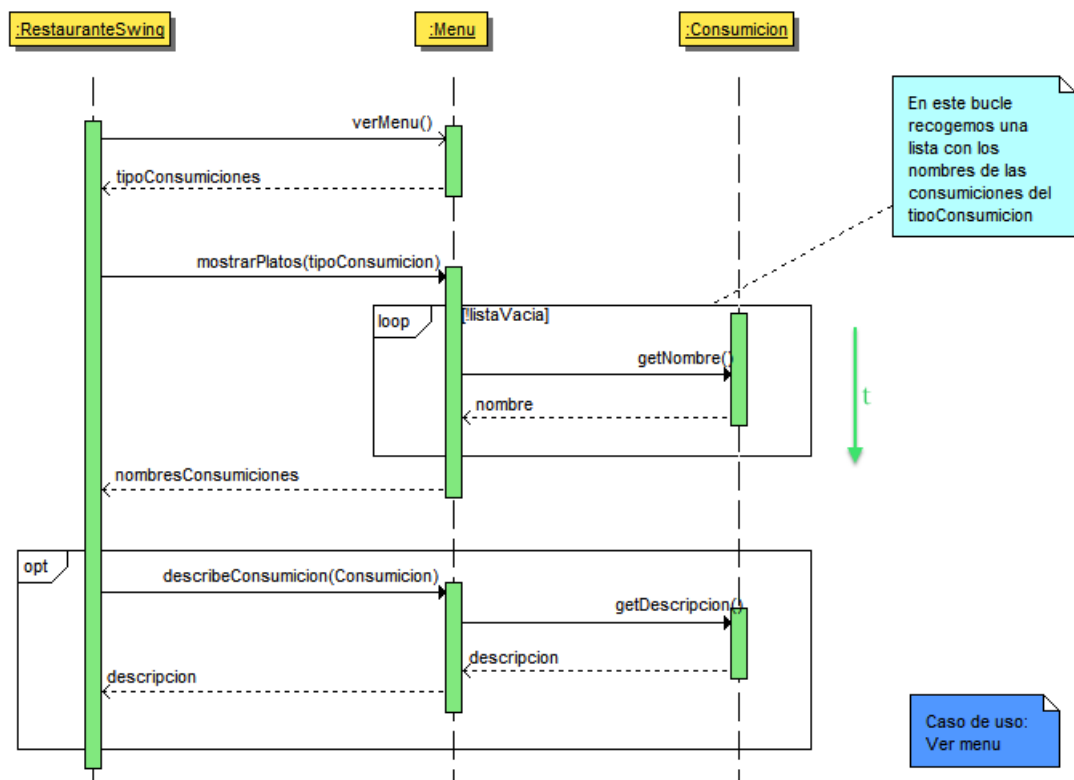 :RestauranteSwing
:Menu
:Consumicion
En este bucle
recogemos una
lista con los
nombres de las
consumiciones del
tipoConsumicion
verMenu()
tipoConsumiciones
mostrarPlatos(tipoConsumicion)
loop
[!listaVacia]
getNombre()
nombre
t
nombresConsumiciones
opt
describeConsumicion(Consumicion)
getDescripcion()
descripcion
descripcion
Caso de uso:
Ver menu